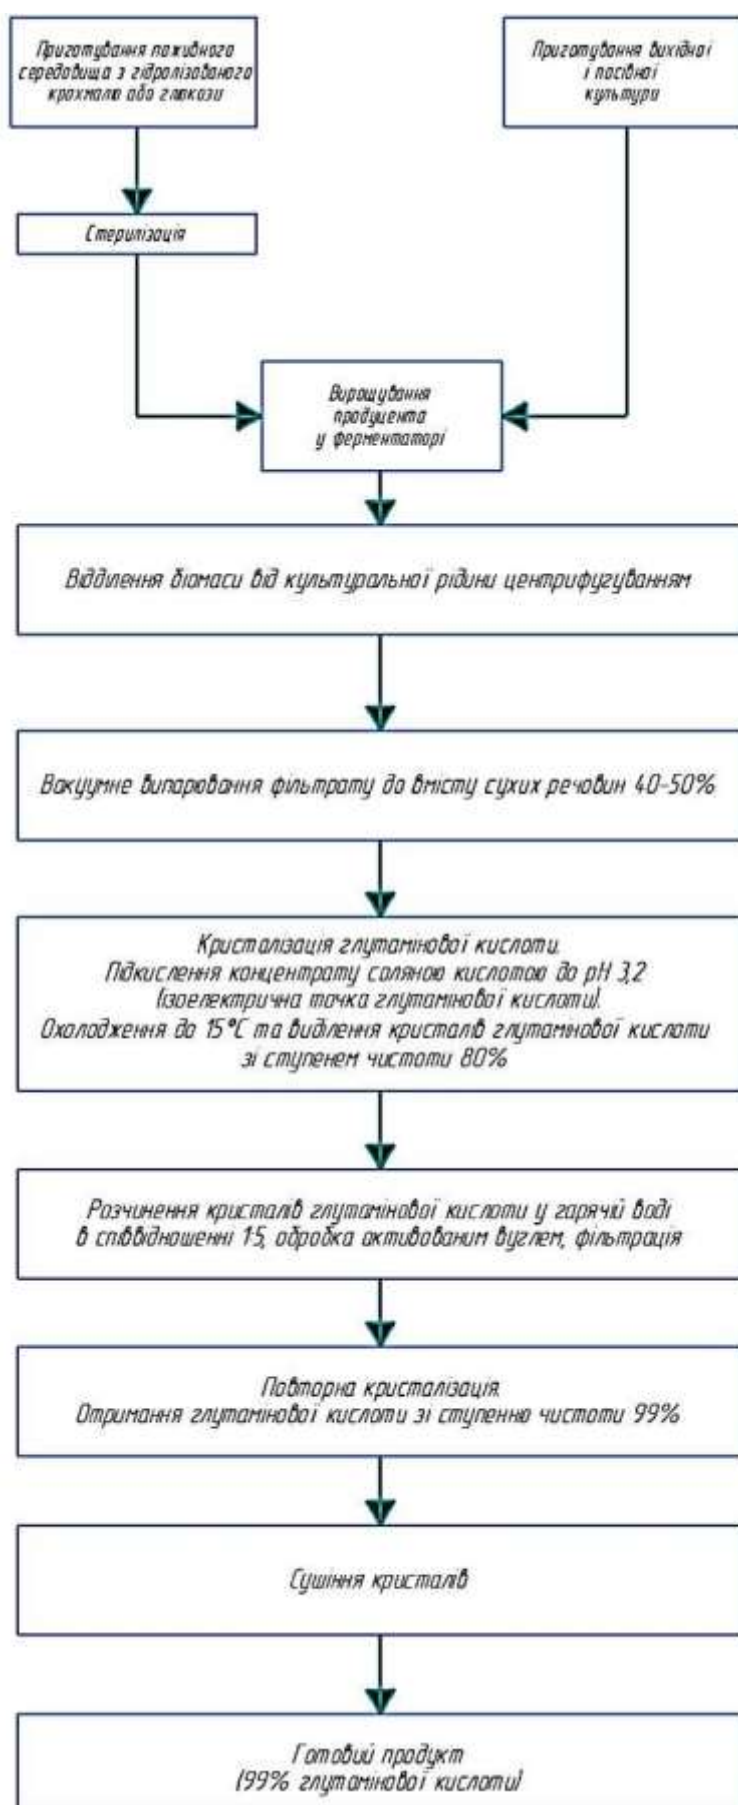 Приготування поживного
середовища з гідролізованого
крохмалю або глюкози
Приготування вихідної
і посівної
культури
Стерилізація
Вирощування
продуцента
у ферментаторі
Відділення біомаси від культуральної рідини центрифугуванням
Вакуумне випарювання фільтрату до вмісту сухих речовин 40-50%
Кристалізація глутамінової кислоти.
Підкислення концентрату соляною кислотою до pH 3,2
(ізоелектрична точка глутамінової кислоти).
Охолодження до 15°С та виділення кристалів глутамінової кислоти
зі ступенем чистоти 80%
Розчинення кристалів глутамінової кислоти у гарячій воді
в співвідношенні 1:5, обробка активованим вуглем, фільтрація
Повторна кристалізація.
Отримання глутамінової кислоти зі ступеню чистоти 99%
Сушіння кристалів
Готовий продукт
(99% глутамінової кислоти)